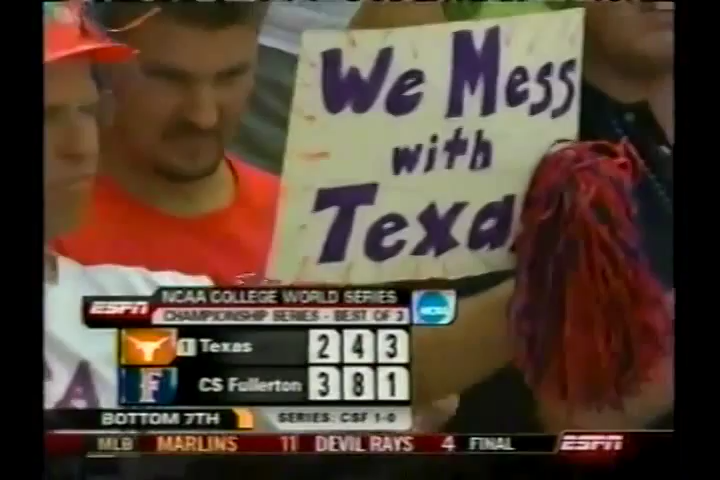 We Mess
with
Texas
ESPN NCAA COLLEGE WORLD SERIES
CHAMPIONSHIP SERIES - BEST OF 3 NCAA
1 Texas 2 4 3
F CS Fullerton 3 8 1
BOTTOM 7TH SERIES: CSF 1-0
MLB MARLINS 11 DEVIL RAYS 4 FINAL ESPN